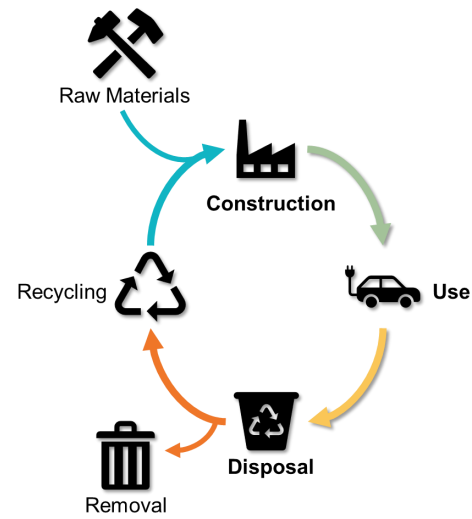 Raw Materials
Construction
Recycling
Use
Disposal
Removal